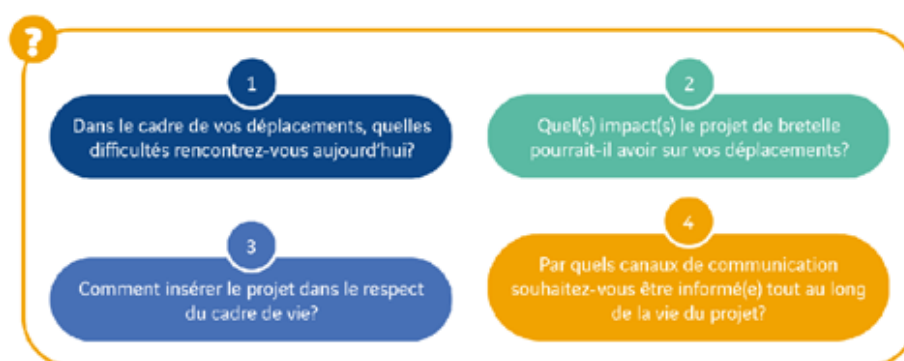 ?
1
Dans le cadre de vos déplacements, quelles
difficultés rencontrez-vous aujourd'hui?
2
Quel(s) impact(s) le projet de bretelle
pourrait-il avoir sur vos déplacements?
3
Comment insérer le projet dans le respect
du cadre de vie?
4
Par quels canaux de communication
souhaitez-vous être informé(e) tout au long
de la vie du projet?